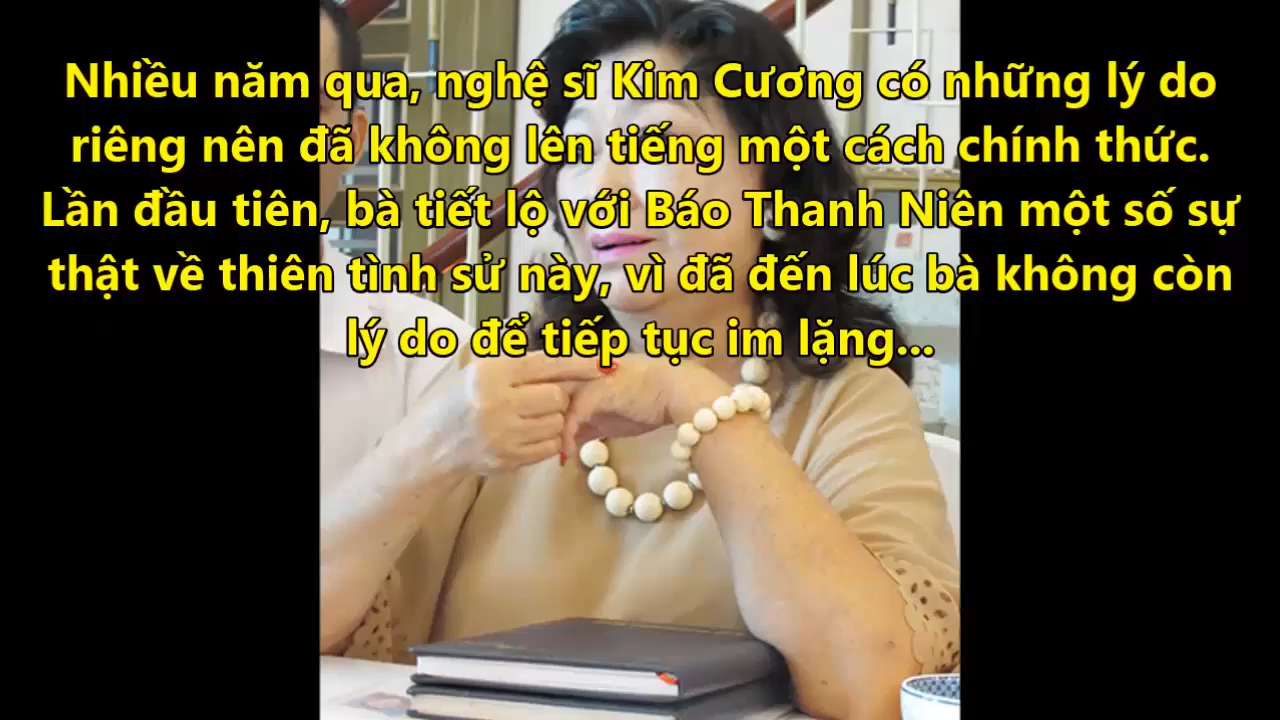 Nhiều năm qua, nghệ sĩ Kim Cương có những lý do
riêng nên đã không lên tiếng một cách chính thức.
Lần đầu tiên, bà tiết lộ với Báo Thanh Niên một số sự
thật về thiên tình sử này, vì đã đến lúc bà không còn
lý do để tiếp tục im lặng...